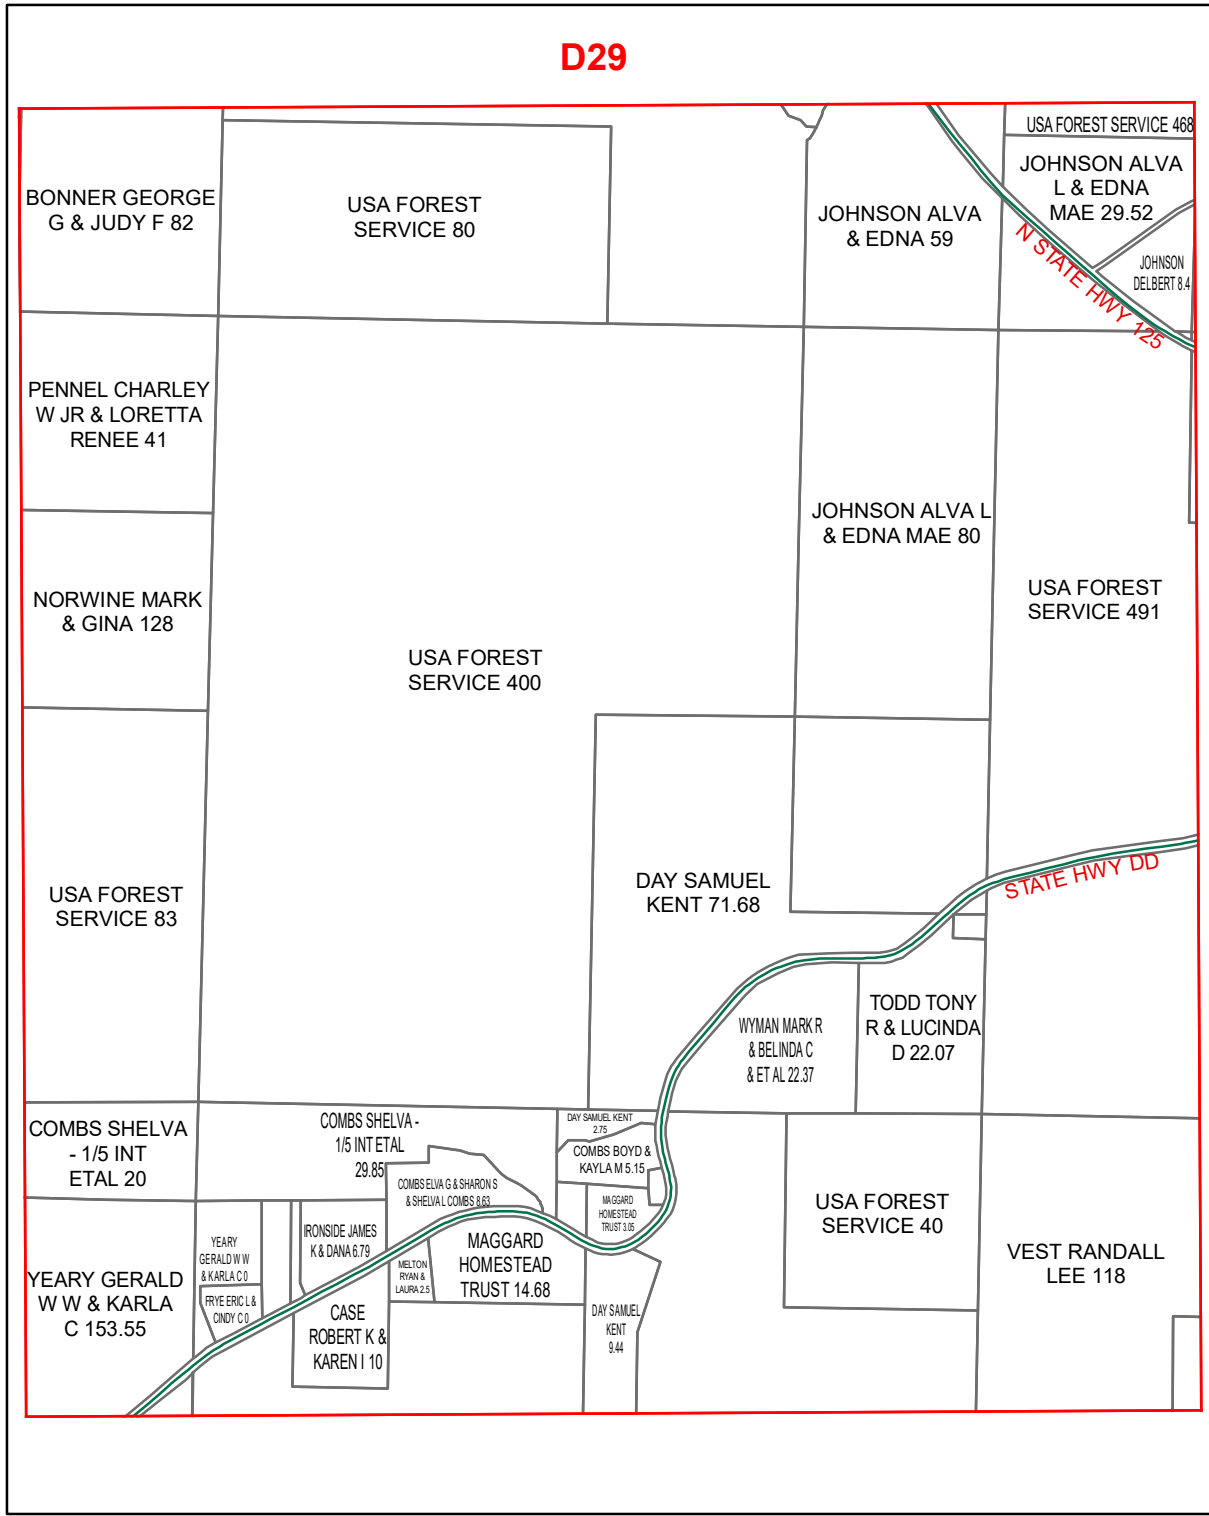 D29
USA FOREST SERVICE 468
BONNER GEORGE
G & JUDY F 82
USA FOREST
SERVICE 80
JOHNSON ALVA
& EDNA 59
JOHNSON ALVA
L & EDNA
MAE 29.52
N STATE HWY 125
JOHNSON
DELBERT 8.4
PENNEL CHARLEY
W JR & LORETTA
RENEE 41
JOHNSON ALVA L
& EDNA MAE 80
NORWINE MARK
& GINA 128
USA FOREST
SERVICE 491
USA FOREST
SERVICE 400
USA FOREST
SERVICE 83
DAY SAMUEL
KENT 71.68
STATE HWY DD
WYMAN MARK R
& BELINDA C
& ET AL 22.37
TODD TONY
R & LUCINDA
D 22.07
COMBS SHELVA
- 1/5 INT
ETAL 20
COMBS SHELVA -
1/5 INT ETAL
29.85
DAY SAMUEL KENT
2.75
COMBS BOYD &
KAYLA M 5.15
COMBS ELVA G & SHARON S
& SHELVA L COMBS 8.63
MAGGARD
HOMESTEAD
TRUST 3.05
USA FOREST
SERVICE 40
VEST RANDALL
LEE 118
YEARY GERALD
W W & KARLA
C 153.55
YEARY
GERALD W W
& KARLA C 0
FRYE ERIC L &
CINDY C 0
IRONSIDE JAMES
K & DANA 6.79
MELTON
RYAN &
LAURA 2.5
MAGGARD
HOMESTEAD
TRUST 14.68
CASE
ROBERT K &
KAREN I 10
DAY SAMUEL
KENT
9.44